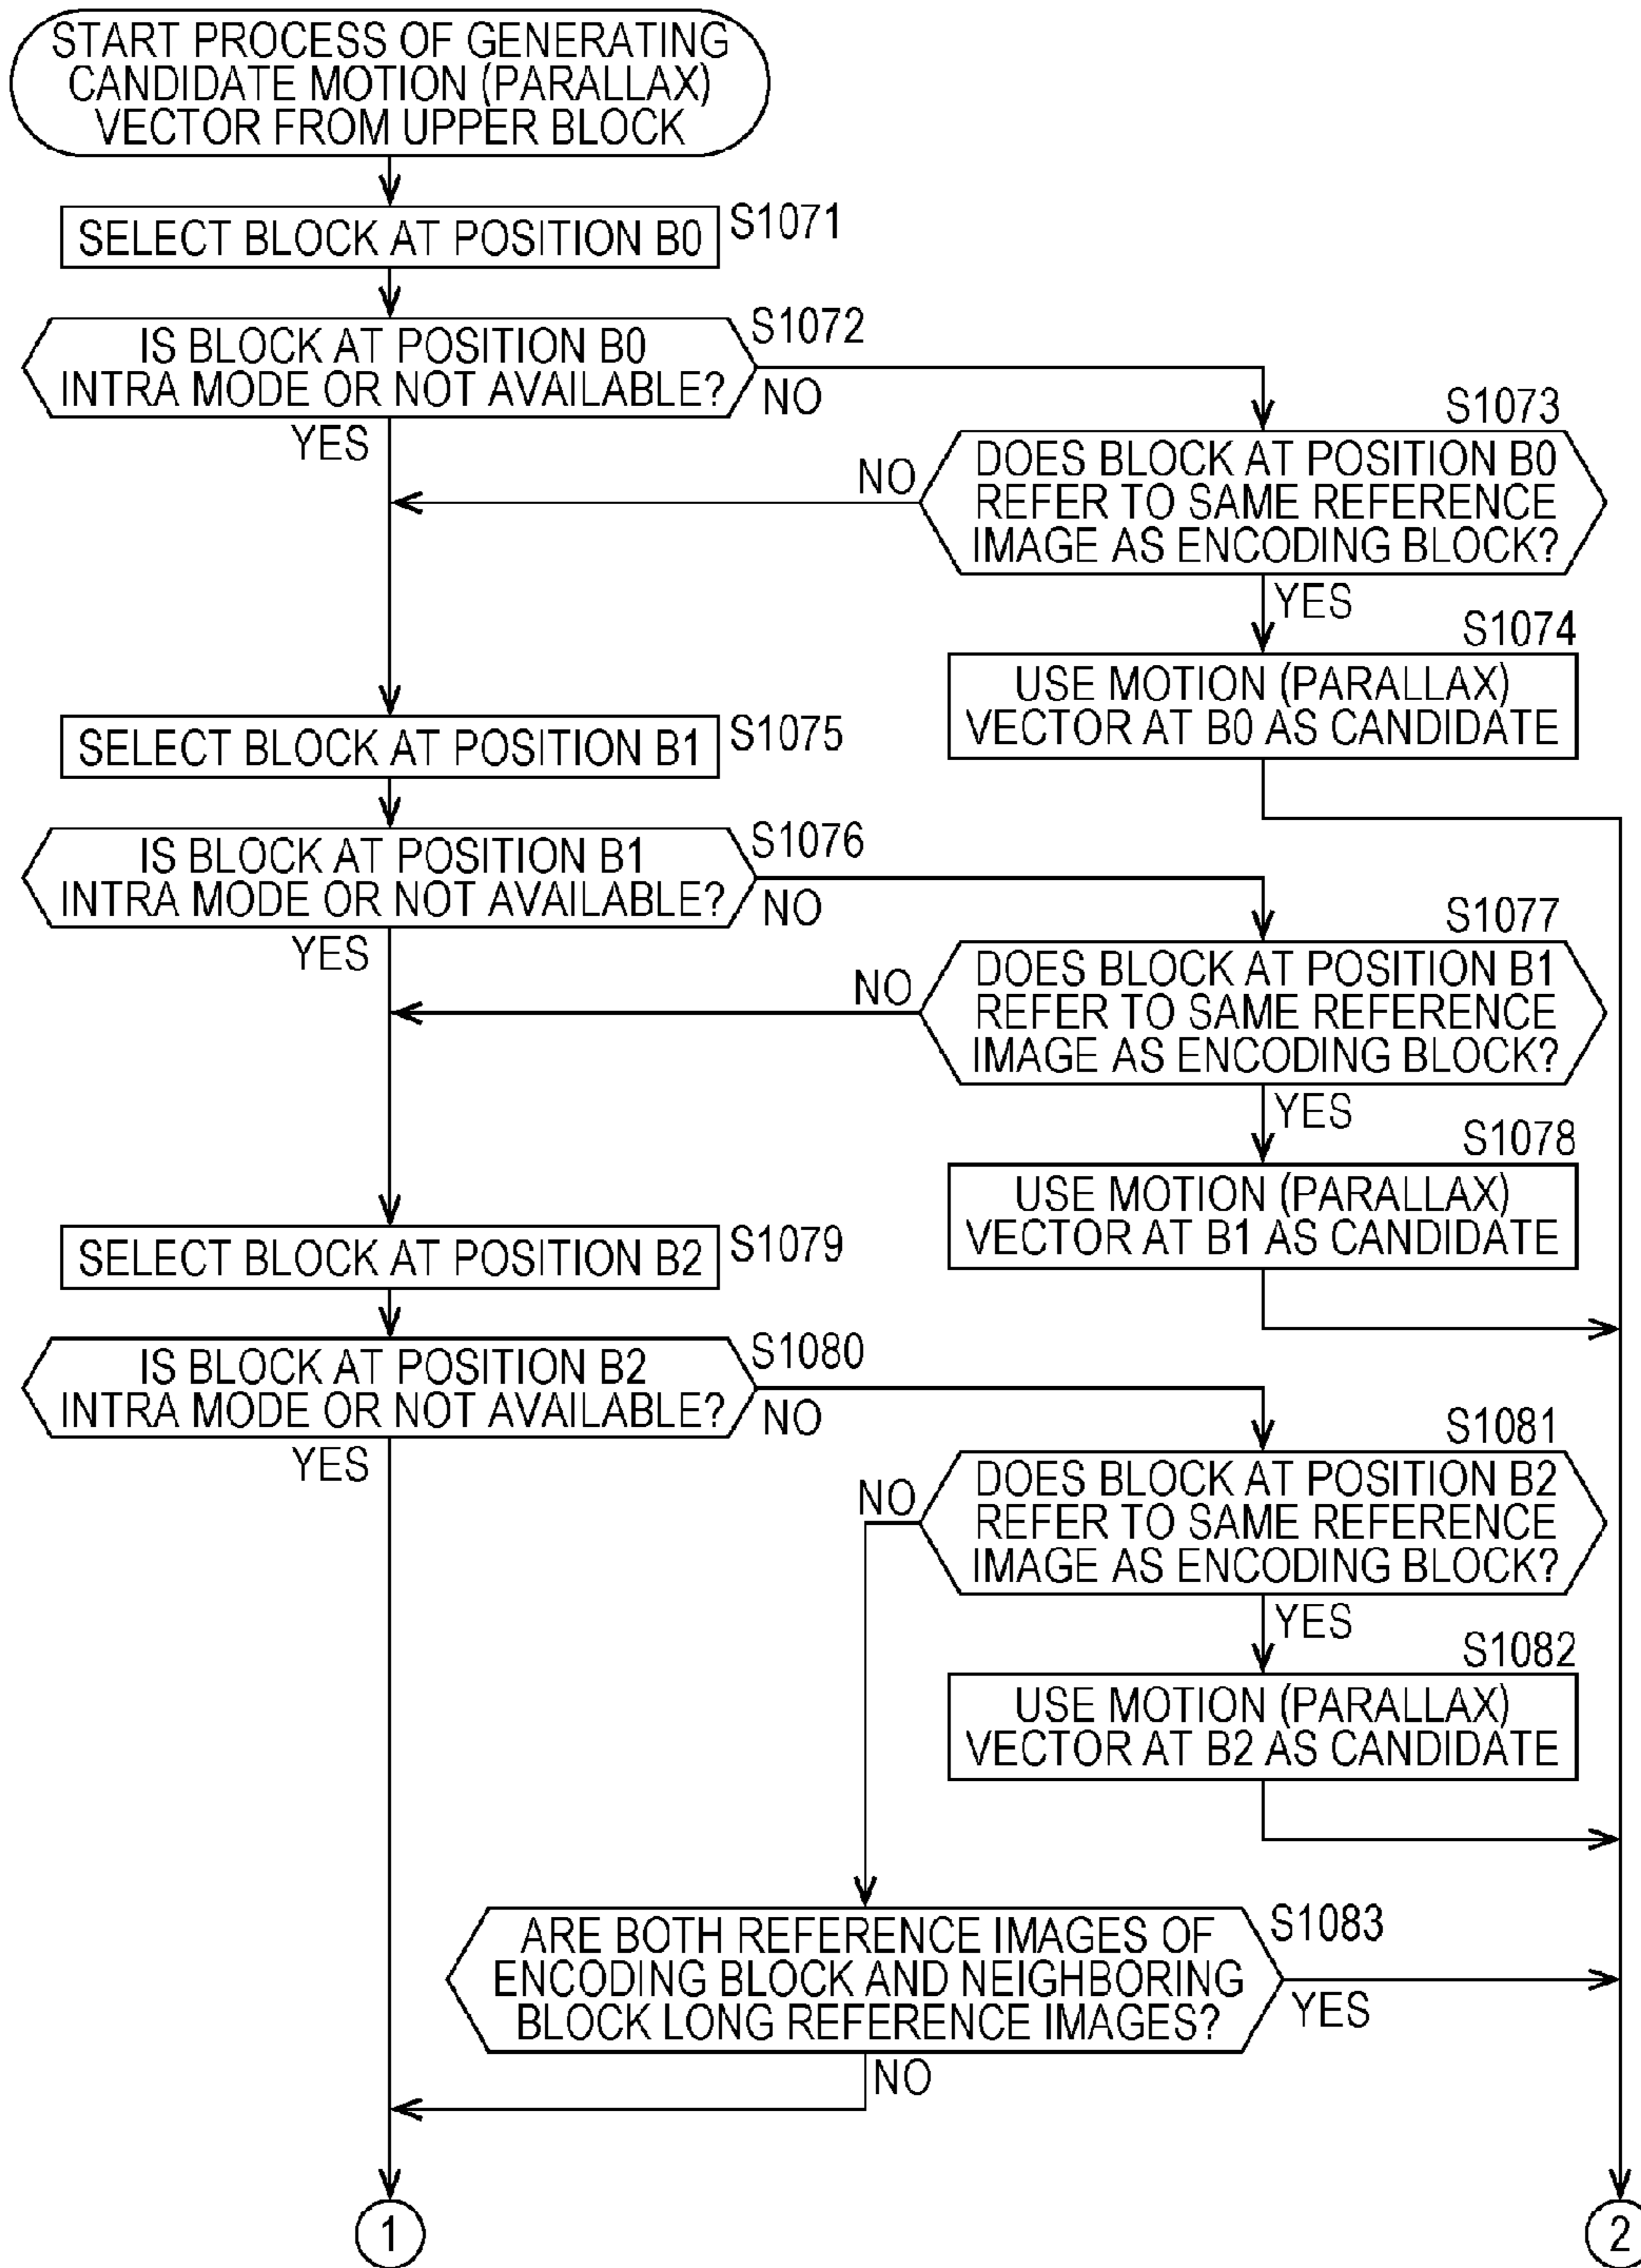 START PROCESS OF GENERATING
CANDIDATE MOTION (PARALLAX)
VECTOR FROM UPPER BLOCK
SELECT BLOCK AT POSITION B0
S1071
IS BLOCK AT POSITION B0
INTRA MODE OR NOT AVAILABLE?
S1072
NO
YES
S1073
DOES BLOCK AT POSITION B0
REFER TO SAME REFERENCE
IMAGE AS ENCODING BLOCK?
NO
YES
S1074
USE MOTION (PARALLAX)
VECTOR AT B0 AS CANDIDATE
SELECT BLOCK AT POSITION B1
S1075
IS BLOCK AT POSITION B1
INTRA MODE OR NOT AVAILABLE?
S1076
NO
YES
S1077
DOES BLOCK AT POSITION B1
REFER TO SAME REFERENCE
IMAGE AS ENCODING BLOCK?
NO
YES
S1078
USE MOTION (PARALLAX)
VECTOR AT B1 AS CANDIDATE
SELECT BLOCK AT POSITION B2
S1079
IS BLOCK AT POSITION B2
INTRA MODE OR NOT AVAILABLE?
S1080
NO
YES
S1081
DOES BLOCK AT POSITION B2
REFER TO SAME REFERENCE
IMAGE AS ENCODING BLOCK?
NO
YES
S1082
USE MOTION (PARALLAX)
VECTOR AT B2 AS CANDIDATE
ARE BOTH REFERENCE IMAGES OF
ENCODING BLOCK AND NEIGHBORING
BLOCK LONG REFERENCE IMAGES?
S1083
YES
NO
1
2